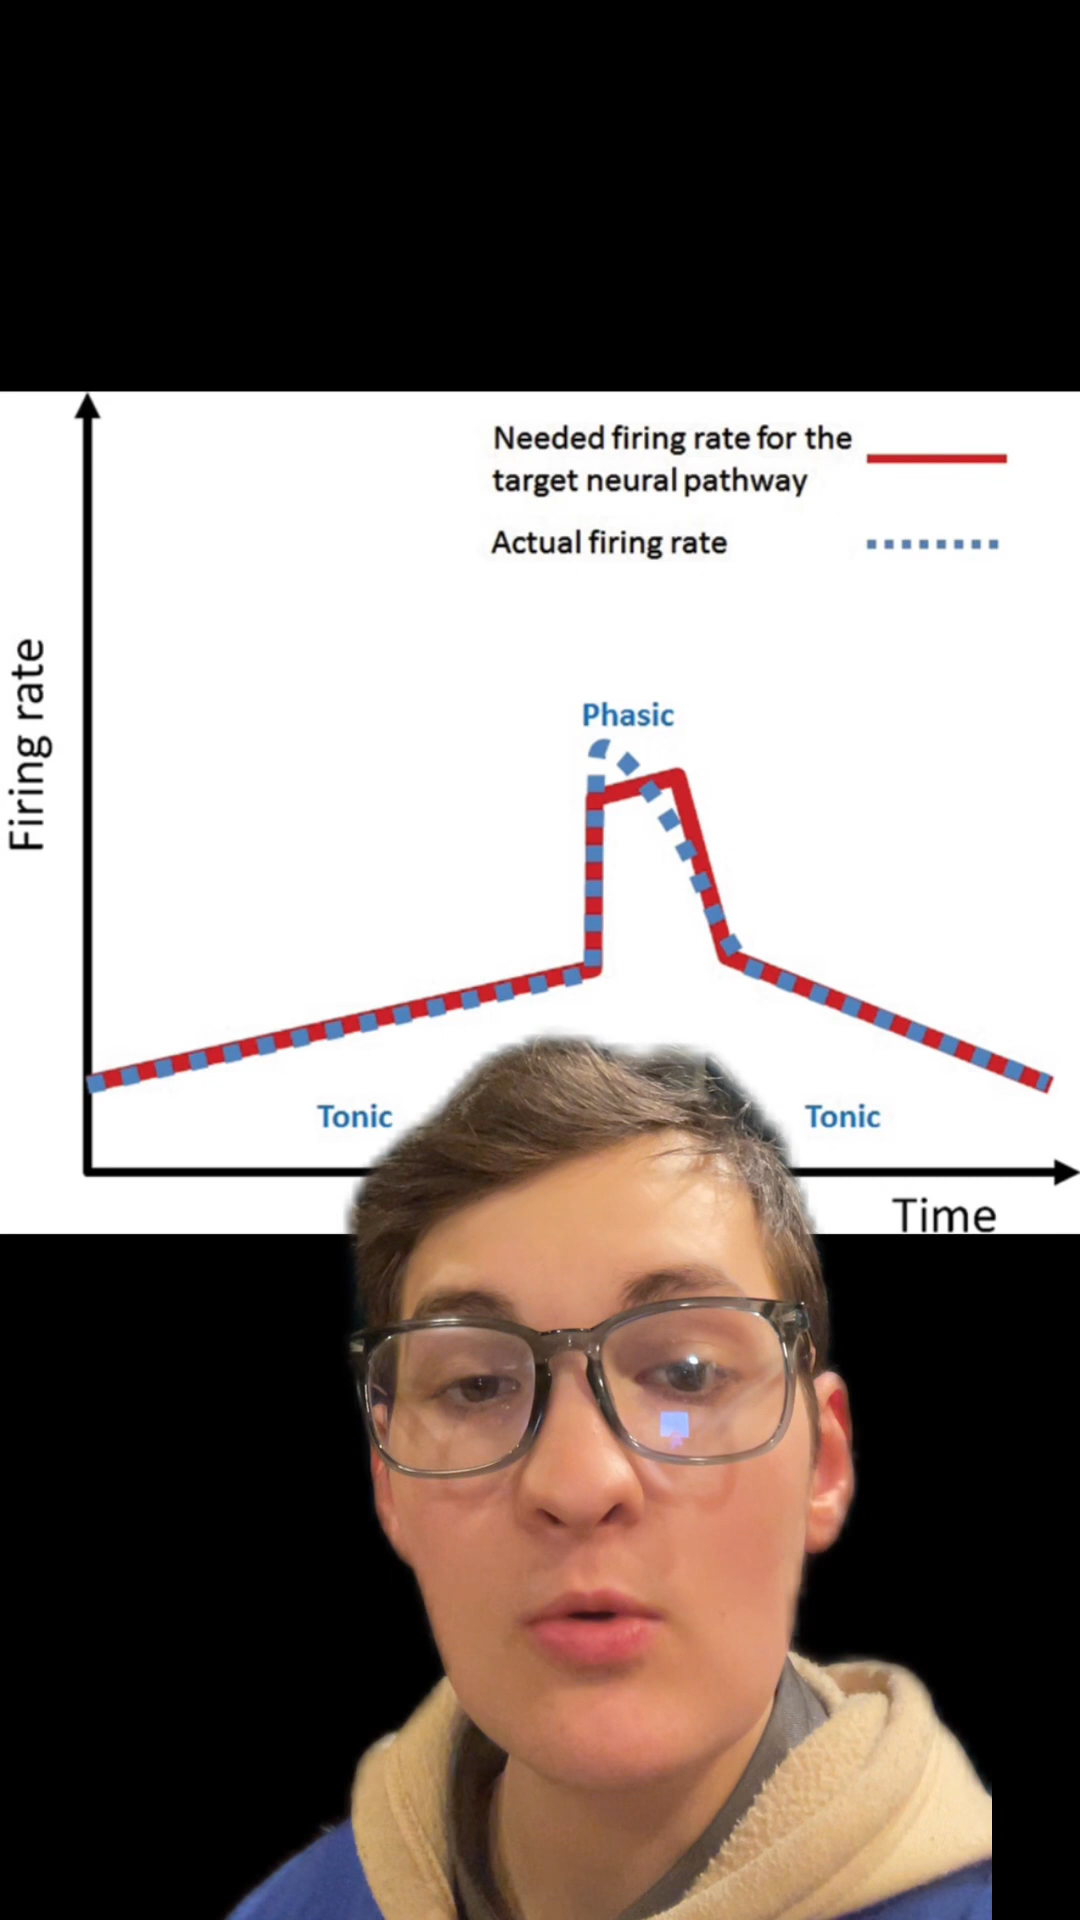 Needed firing rate for the
target neural pathway
Actual firing rate
Firing rate
Phasic
Tonic
Tonic
Time